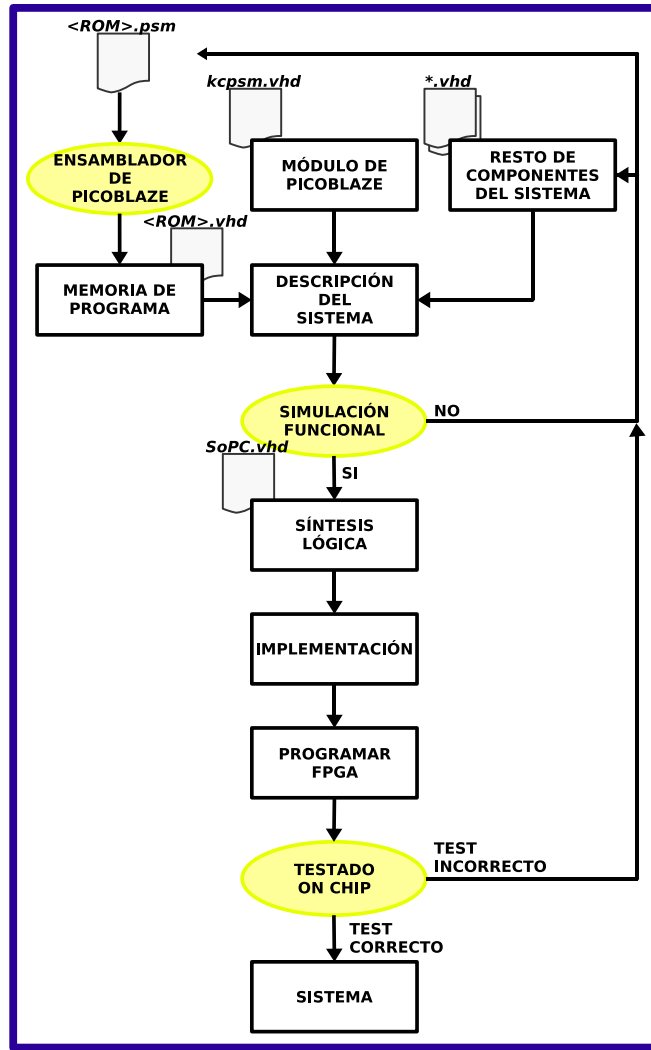 <ROM>.psm
kcpsm.vhd
*.vhd
ENSAMBLADOR
DE
PICOBLAZE
MÓDULO DE
PICOBLAZE
RESTO DE
COMPONENTES
DEL SISTEMA
<ROM>.vhd
MEMORIA DE
PROGRAMA
DESCRIPCIÓN
DEL
SISTEMA
SIMULACIÓN
FUNCIONAL
NO
SoPC.vhd
SI
SÍNTESIS
LÓGICA
IMPLEMENTACIÓN
PROGRAMAR
FPGA
TESTADO
ON CHIP
TEST
INCORRECTO
TEST
CORRECTO
SISTEMA